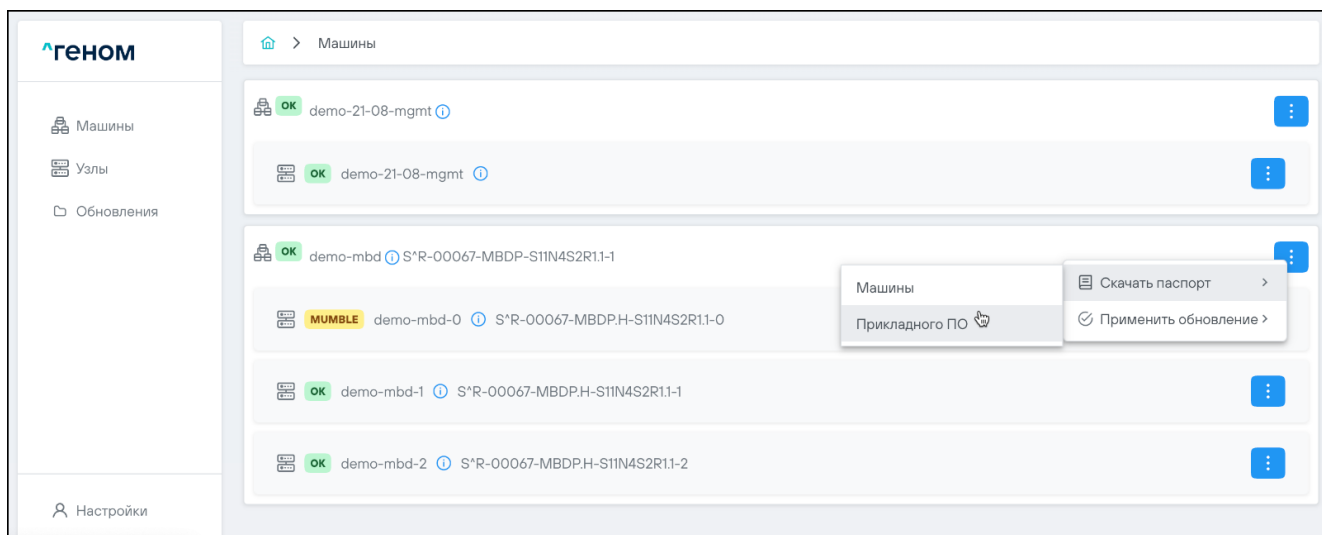 ^геном
Машины
Узлы
Обновления
Настройки
Машины
OK demo-21-08-mgmt
OK demo-21-08-mgmt
OK demo-mbd S^R-00067-MBDP-S11N4S2R1.1-1
Скачать паспорт
Применить обновление
Машины
Прикладного ПО
MUMBLE demo-mbd-0 S^R-00067-MBDP.H-S11N4S2R1.1-0
OK demo-mbd-1 S^R-00067-MBDP.H-S11N4S2R1.1-1
OK demo-mbd-2 S^R-00067-MBDP.H-S11N4S2R1.1-2